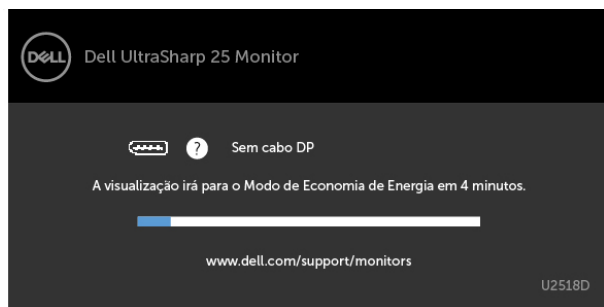 DELL
Dell UltraSharp 25 Monitor
? Sem cabo DP
A visualização irá para o Modo de Economia de Energia em 4 minutos.
www.dell.com/support/monitors
U2518D